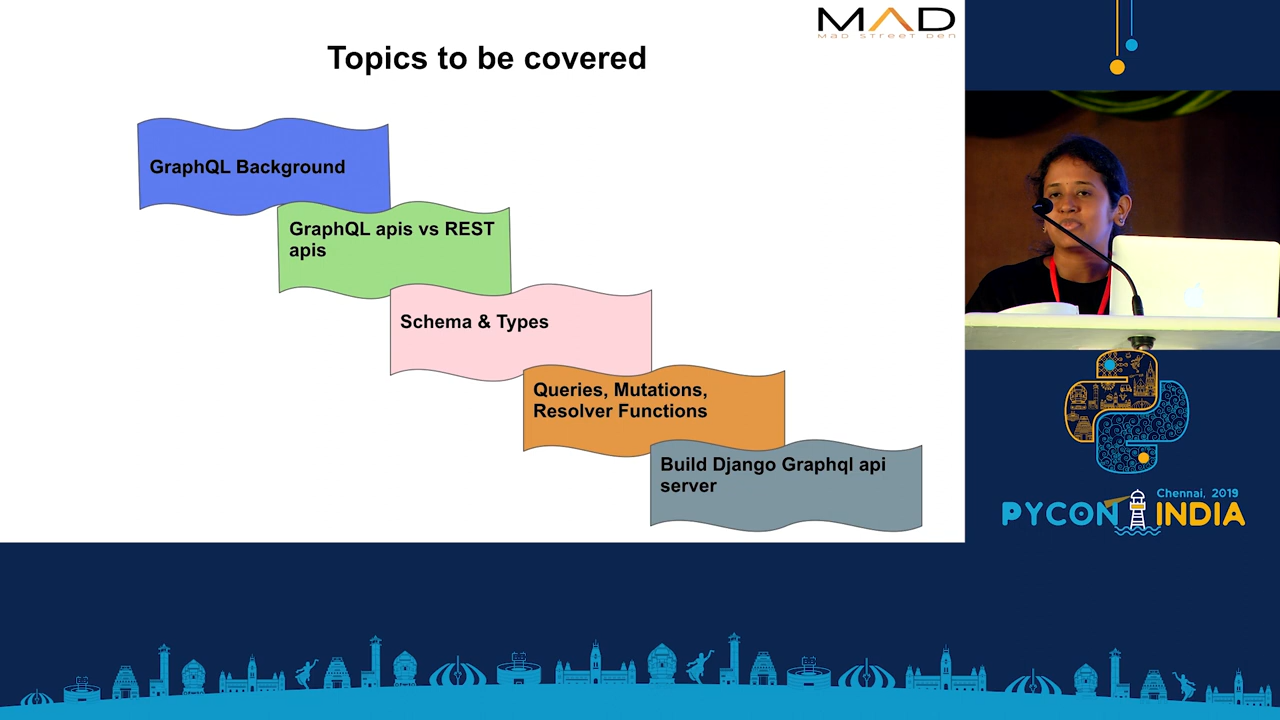 MAD
MAD STREET DEN
Topics to be covered
GraphQL Background
GraphQL apis vs REST
apis
Schema & Types
Queries, Mutations,
Resolver Functions
Build Django Graphql api
server
Chennai, 2019
PYCON INDIA